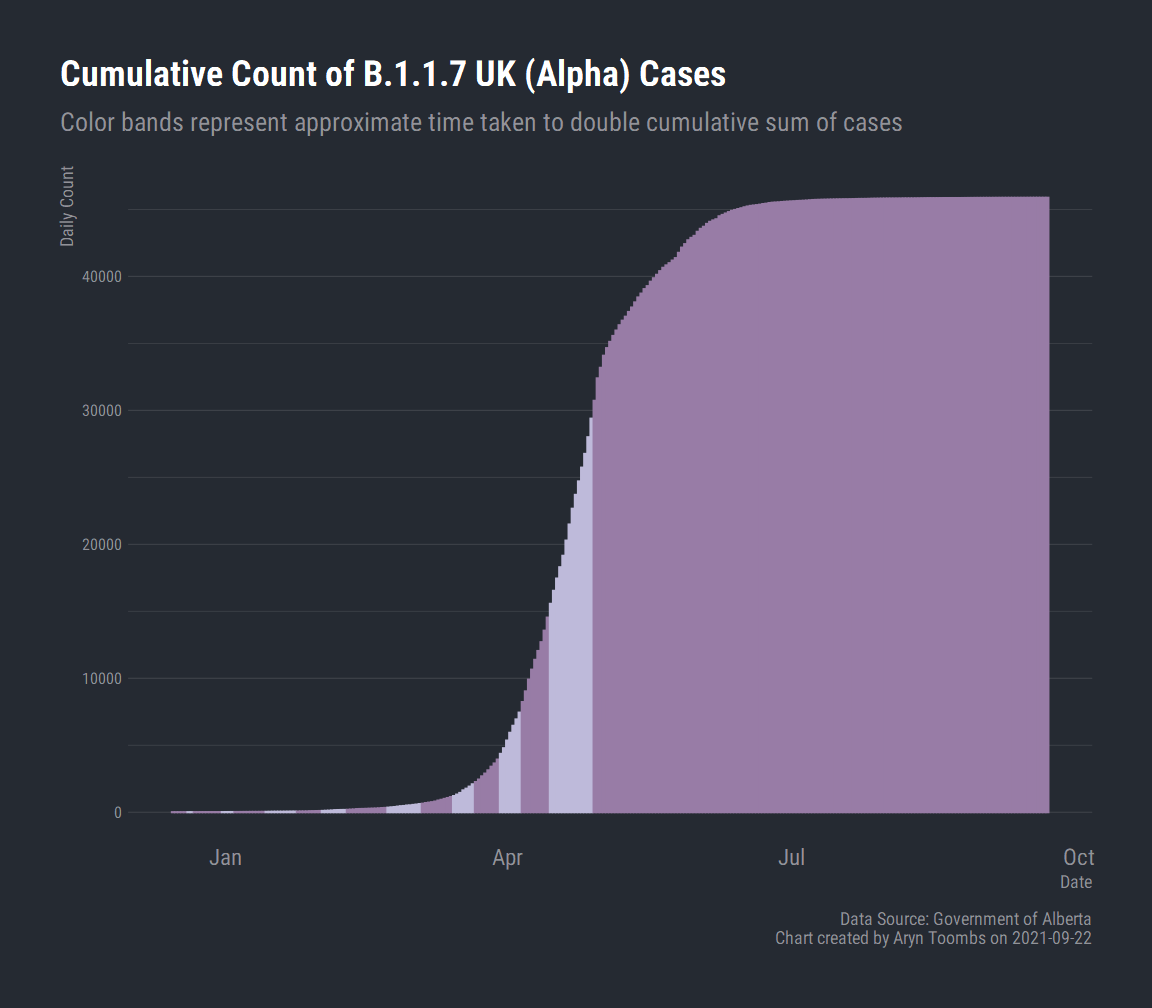 Cumulative Count of B.1.1.7 UK (Alpha) Cases
Color bands represent approximate time taken to double cumulative sum of cases
Daily Count
40000
30000
20000
10000
0
Jan Apr Jul Oct
Date
Data Source: Government of Alberta
Chart created by Aryn Toombs on 2021-09-22